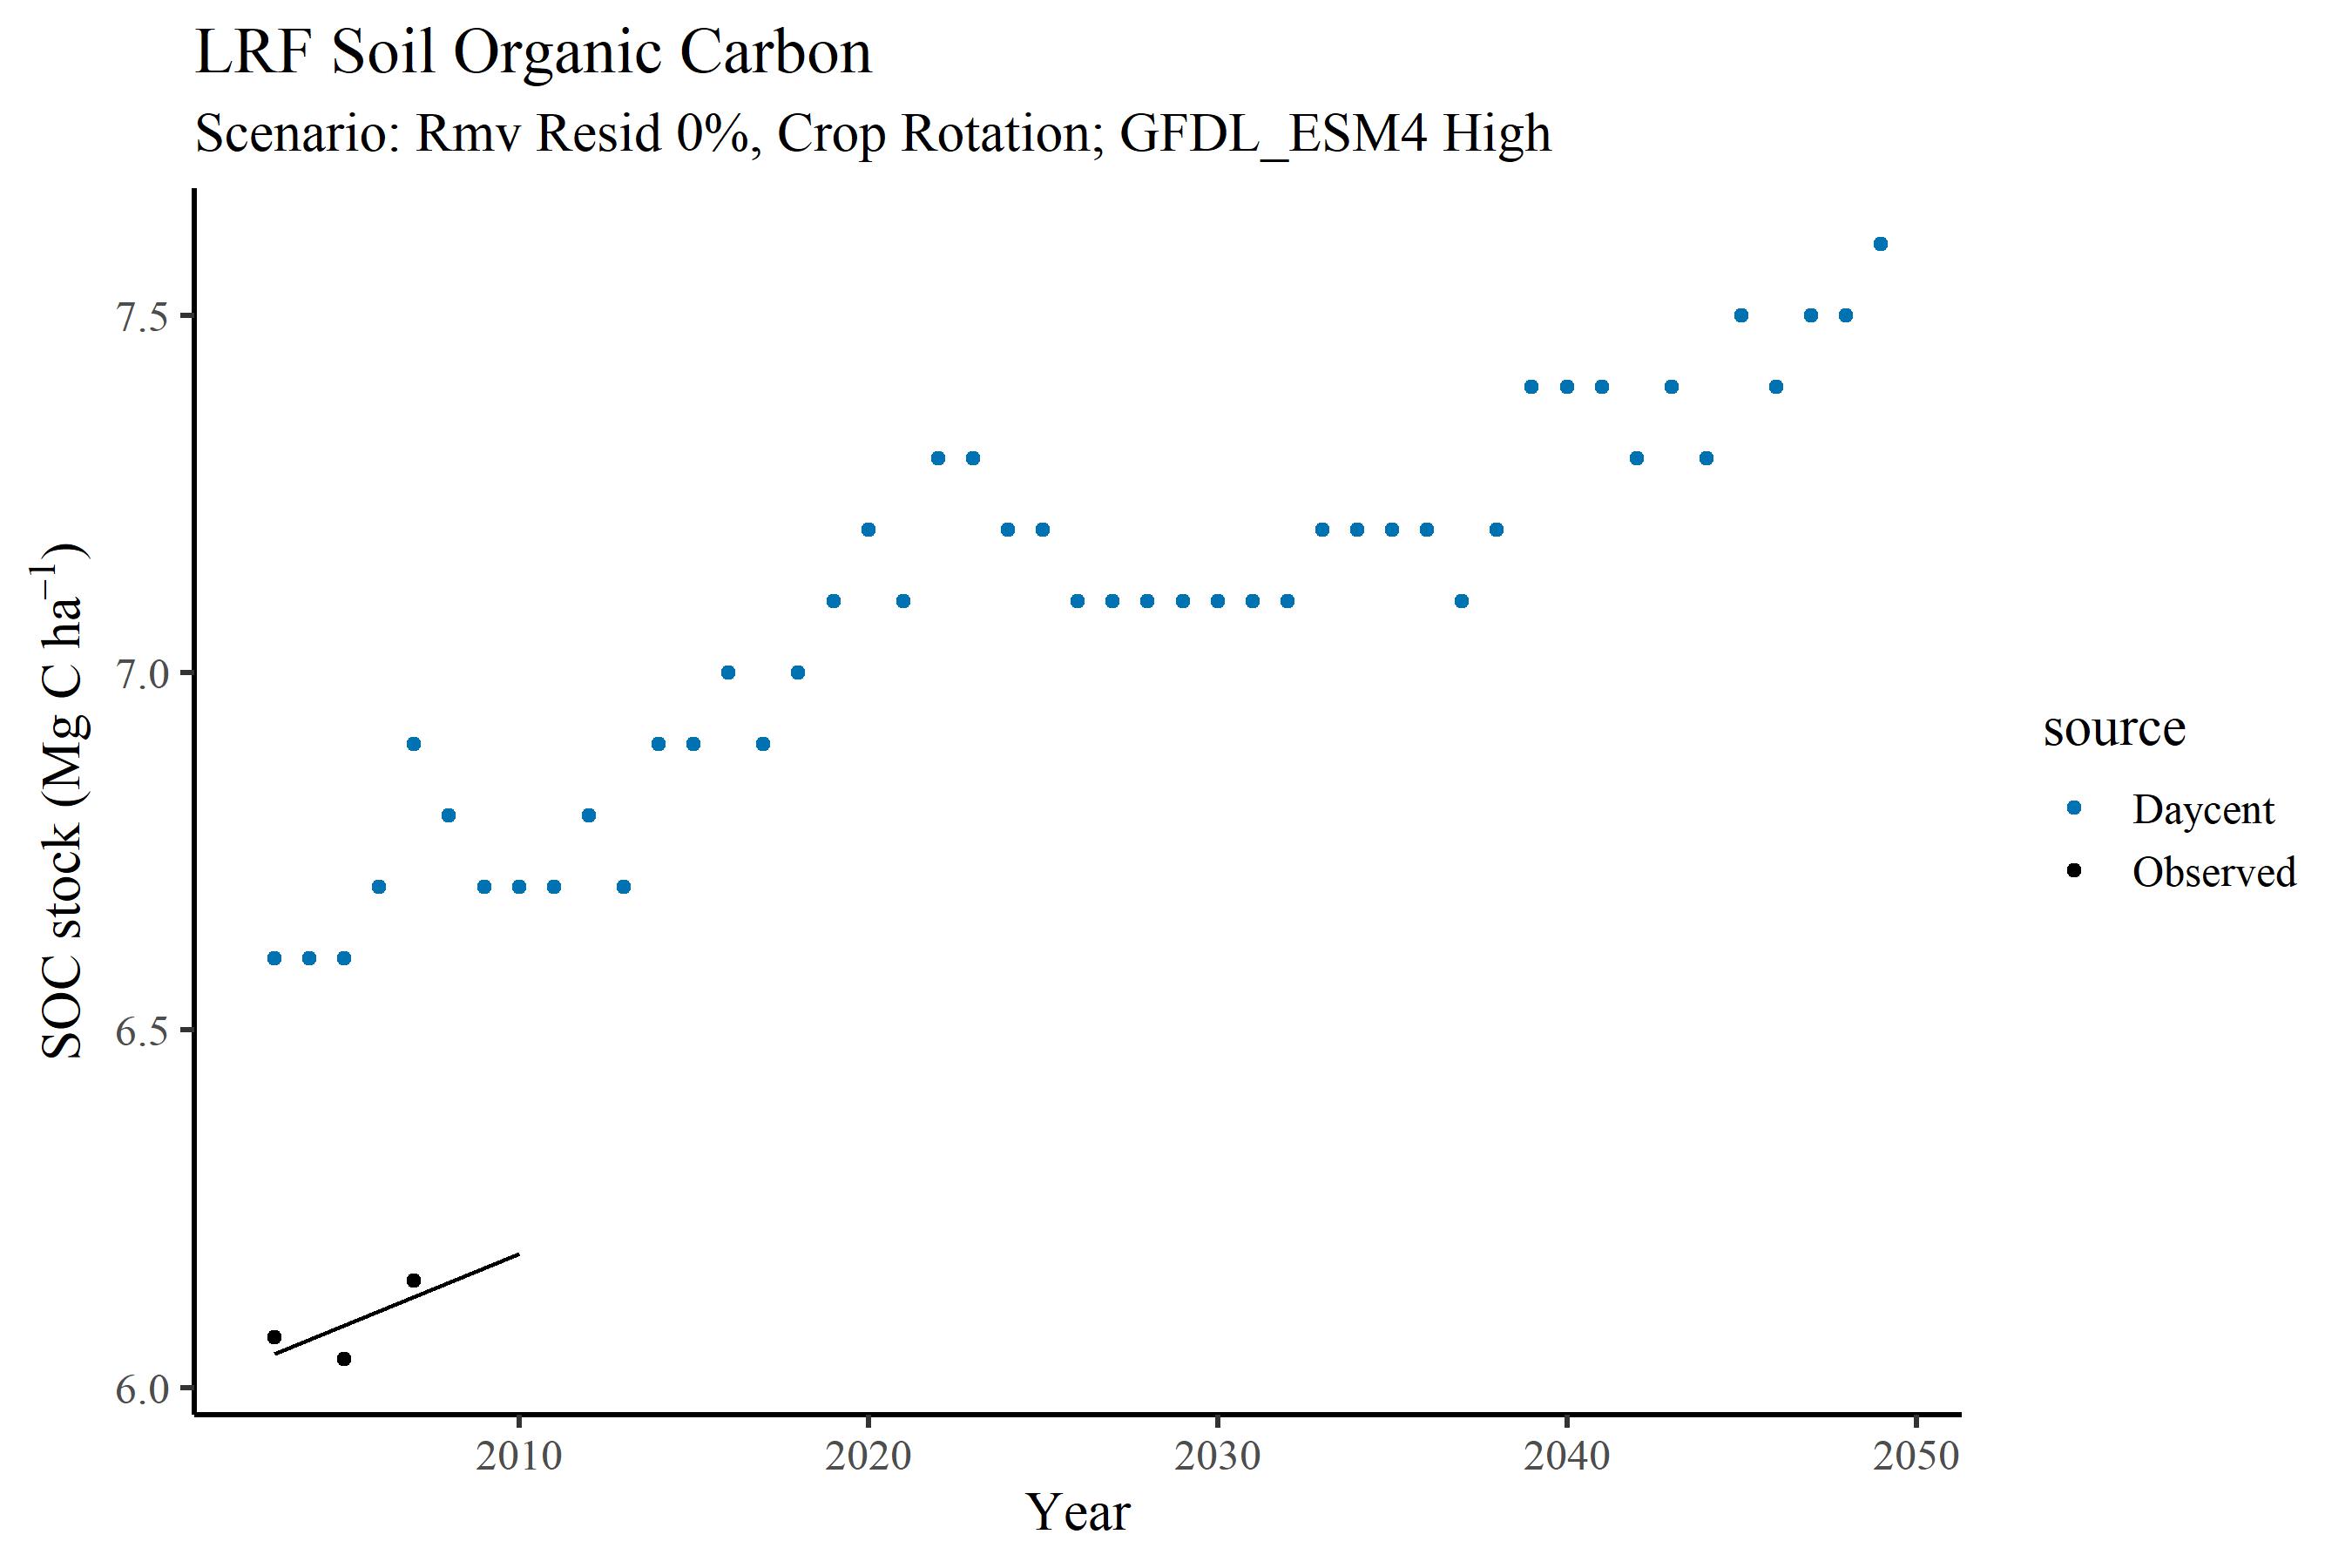 LRF Soil Organic Carbon
Scenario: Rmv Resid 0%, Crop Rotation; GFDL_ESM4 High
SOC stock (Mg C ha⁻¹)
7.5
7.0
6.5
6.0
2010 2020 2030 2040 2050
Year
source
Daycent
Observed